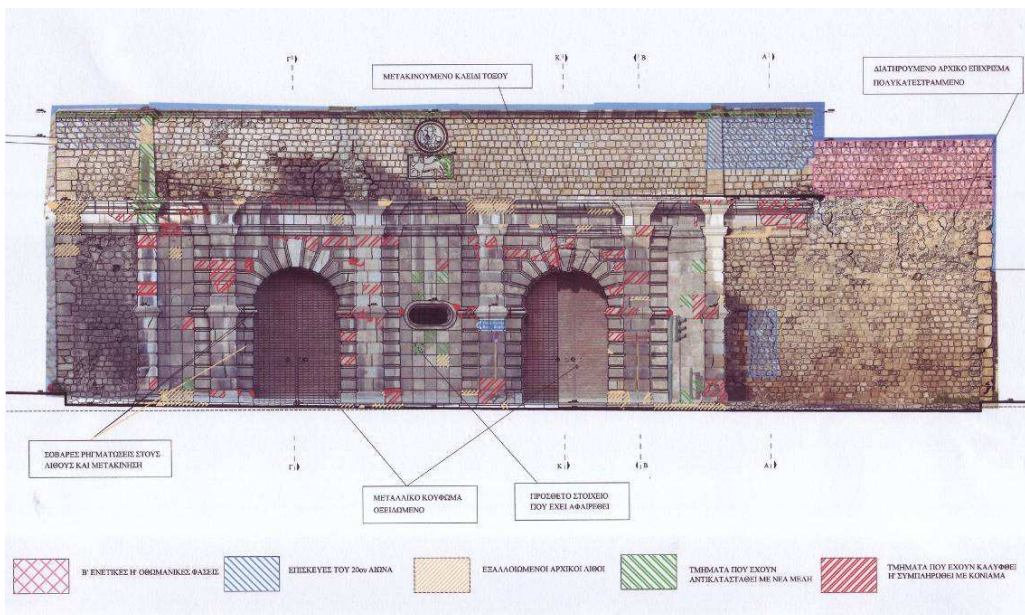 Γ
Κ
Β
Α
ΜΕΤΑΚΙΝΟΥΜΕΝΟ ΚΛΕΙΔΙ ΤΟΞΟΥ
ΔΙΑΤΗΡΟΥΜΕΝΟ ΑΡΧΙΚΟ ΕΠΙΧΡΙΣΜΑ
ΠΟΛΥΚΑΤΕΣΤΡΑΜΜΕΝΟ
ΣΟΒΑΡΕΣ ΡΗΓΜΑΤΩΣΕΙΣ ΣΤΟΥΣ
ΛΙΘΟΥΣ ΚΑΙ ΜΕΤΑΚΙΝΗΣΗ
Γ
Κ
Β
Α
ΜΕΤΑΛΛΙΚΟ ΚΟΥΦΩΜΑ
ΟΞΕΙΔΩΜΕΝΟ
ΠΡΟΣΘΕΤΟ ΣΤΟΙΧΕΙΟ
ΠΟΥ ΕΧΕΙ ΑΦΑΙΡΕΘΕΙ
Β' ΕΝΕΤΙΚΕΣ Η' ΟΘΩΜΑΝΙΚΕΣ ΦΑΣΕΙΣ
ΕΠΙΣΚΕΥΕΣ ΤΟΥ 20ου ΑΙΩΝΑ
ΕΞΑΛΛΟΙΩΜΕΝΟΙ ΑΡΧΙΚΟΙ ΛΙΘΟΙ
ΤΜΗΜΑΤΑ ΠΟΥ ΕΧΟΥΝ
ΑΝΤΙΚΑΤΑΣΤΑΘΕΙ ΜΕ ΝΕΑ ΜΕΛΗ
ΤΜΗΜΑΤΑ ΠΟΥ ΕΧΟΥΝ ΚΑΛΥΦΘΕΙ
Η' ΣΥΜΠΛΗΡΩΘΕΙ ΜΕ ΚΟΝΙΑΜΑ